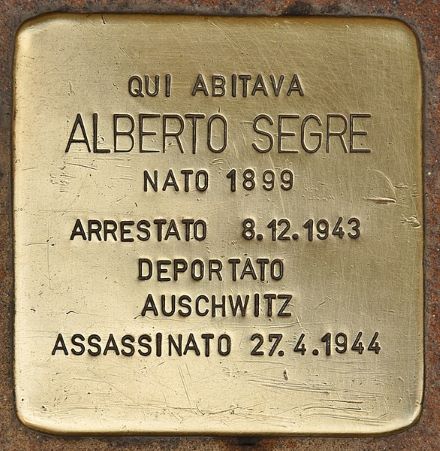 QUI ABITAVA
ALBERTO SEGRE
NATO 1899
ARRESTATO 8.12.1943
DEPORTATO
AUSCHWITZ
ASSASSINATO 27.4.1944